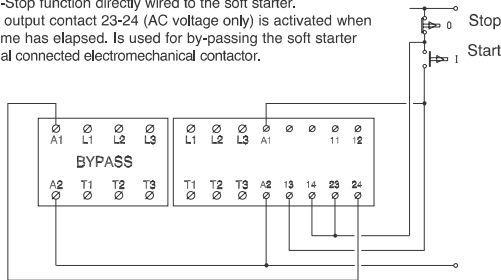 -Stop function directly wired to the soft starter.
output contact 23-24 (AC voltage only) is activated when
me has elapsed. Is used for by-passing the soft starter
al connected electromechanical contactor.
0 Stop
I Start
A1 L1 L2 L3
BYPASS
A2 T1 T2 T3
L1 L2 L3 A1 11 12
T1 T2 T3 A2 13 14 23 24